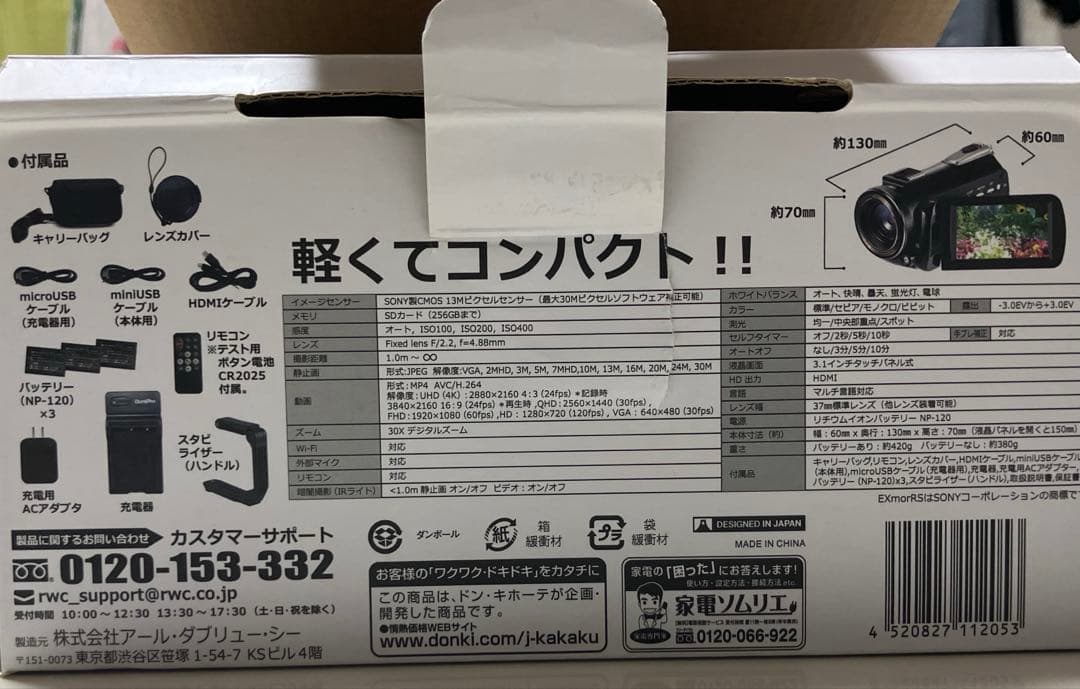 ●付属品
キャリーバッグ
レンズカバー
microUSB
ケーブル
(充電器用)
miniUSB
ケーブル
(本体用)
HDMIケーブル
バッテリー
(NP-120)
×3
リモコン
※テスト用
ボタン電池
CR2025
付属。
充電用
ACアダプタ
充電器
スタビ
ライザー
(ハンドル)
約130mm
約60mm
約70mm
軽くてコンパクト!!
イメージセンサー SONY製CMOS 13Mピクセルセンサー (最大30Mピクセルソフトウェア補正可能)
メモリ SDカード (256GBまで)
感度 オート, ISO100, ISO200, ISO400
レンズ Fixed lens F/2.2, f=4.88mm
撮影距離 1.0m~∞
静止画 形式:JPEG 解像度:VGA, 2MHD, 3M, 5M, 7MHD,10M, 13M, 16M, 20M, 24M, 30M
動画 形式:MP4 AVC/H.264
解像度:UHD (4K) : 2880×2160 4:3 (24fps) *記録時
3840×2160 16:9 (24fps) *再生時 ,QHD:2560×1440 (30fps) ,
FHD:1920×1080 (60fps) ,HD : 1280×720 (120fps) , VGA : 640×480 (30fps)
ズーム 30X デジタルズーム
Wi-Fi 対応
外部マイク 対応
リモコン 対応
暗闇撮影 (IRライト) <1.0m 静止画 オン/オフ ビデオ:オン/オフ
ホワイトバランス オート, 快晴, 曇天, 蛍光灯, 電球
カラー 標準/セピア/モノクロ/ビビット 露出 -3.0EVから+3.0EV
測光 均一/中央部重点/スポット
セルフタイマー オフ/2秒/5秒/10秒 手ブレ補正 対応
オートオフ なし/3分/5分/10分
液晶画面 3.1インチタッチパネル式
HD 出力 HDMI
言語 マルチ言語対応
レンズ幅 37mm標準レンズ (他レンズ装着可能)
電源 リチウムイオンバッテリー NP-120
本体寸法 (約) 幅:60mm x 奥行:130mm x 高さ:70mm (液晶パネルを開くと150mm)
重さ バッテリーあり:約420g バッテリーなし:約380g
付属品 キャリーバッグ,リモコン,レンズカバー,HDMIケーブル,miniUSBケーブル
(本体用),microUSBケーブル(充電器用),充電器,充電用ACアダプター,
バッテリー (NP-120)x3,スタビライザー(ハンドル),取扱説明書,保証書
EXmorRSはSONYコーポレーションの商標で
製品に関するお問い合わせ カスタマーサポート
0120-153-332
rwc_support@rwc.co.jp
受付時間 10:00~12:30 13:30~17:30 (土・日・祝を除く)
製造元 株式会社アール・ダブリュー・シー
〒151-0073 東京都渋谷区笹塚 1-54-7 KSビル4階
ダンボール
紙
箱
緩衝材
プラ
袋
緩衝材
DESIGNED IN JAPAN
MADE IN CHINA
お客様の「ワクワク・ドキドキ」をカタチに
この商品は、ドン・キホーテが企画・
開発した商品です。
●情熱価格WEBサイト
www.donki.com/j-kakaku
家電の「困った」にお答えします!
使い方・設定方法・接続方法 etc.
家電ソムリエ
0120-066-922
4 520827 112053